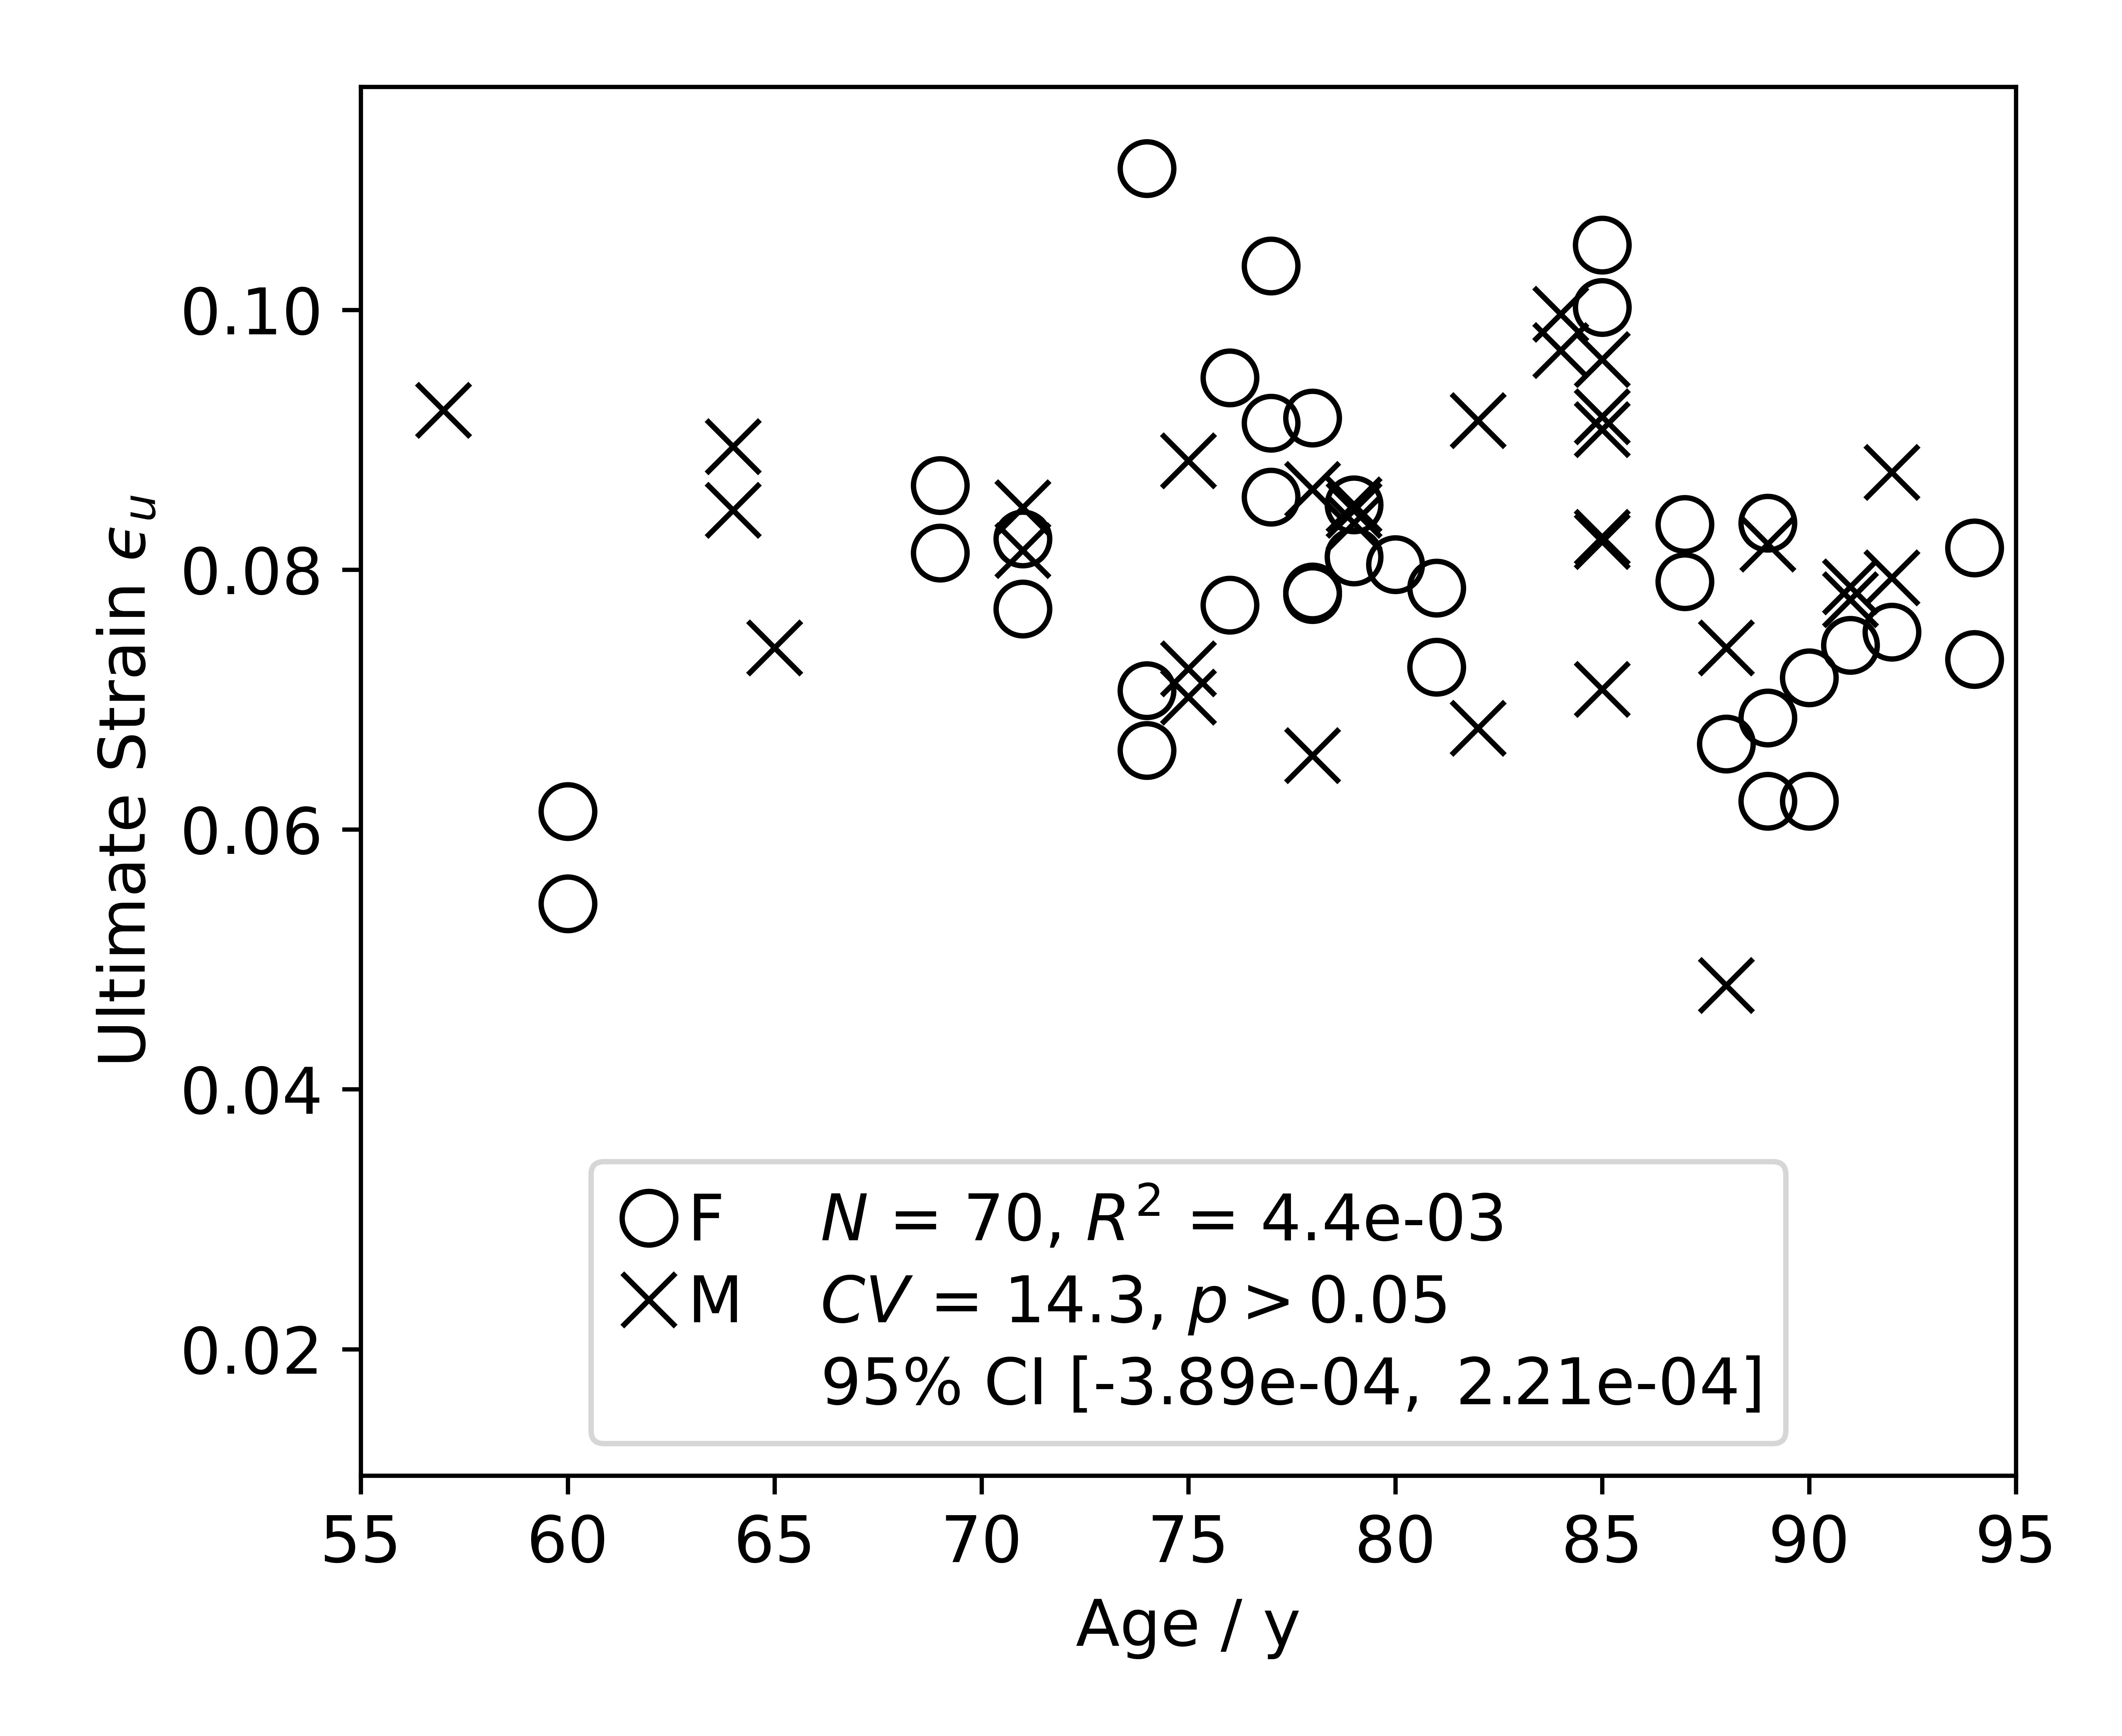 Ultimate Strain ϵu
0.10
0.08
0.06
0.04
0.02
F N = 70, R² = 4.4e-03
M CV = 14.3, p > 0.05
95% CI [-3.89e-04, 2.21e-04]
55 60 65 70 75 80 85 90 95
Age / y